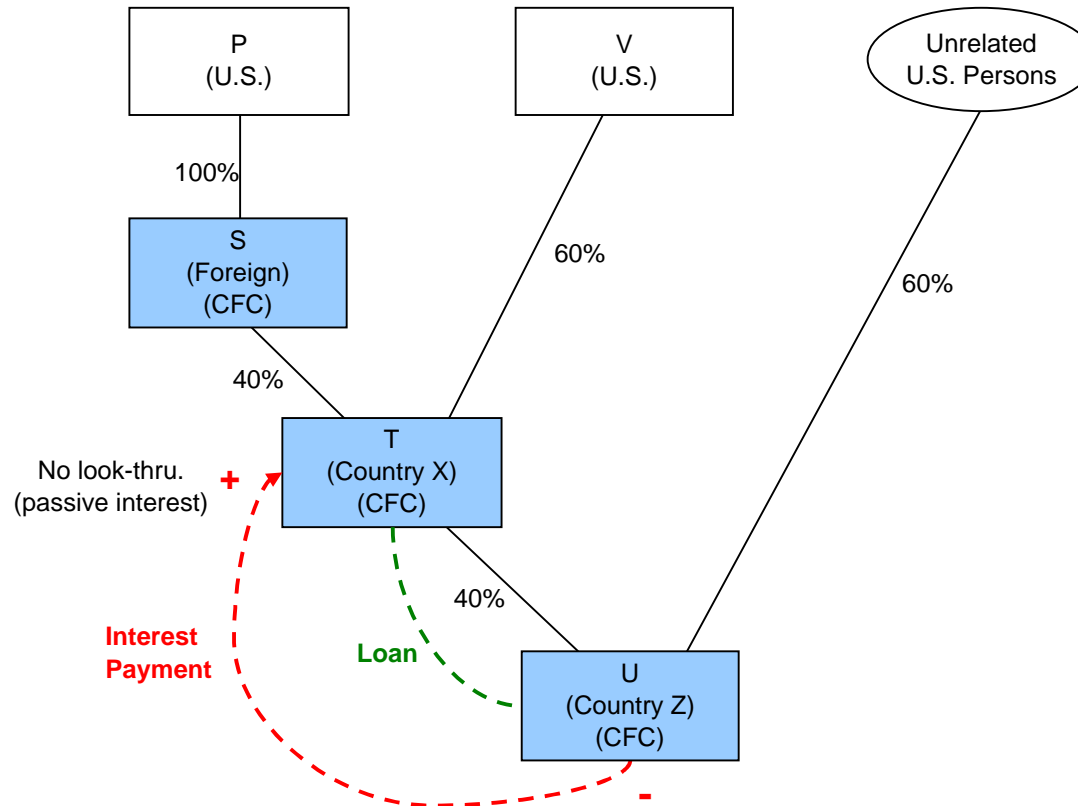 P
(U.S.)
V
(U.S.)
Unrelated
U.S. Persons
100%
S
(Foreign)
(CFC)
60%
60%
40%
T
(Country X)
(CFC)
No look-thru.
(passive interest)
+
40%
Interest
Payment
Loan
U
(Country Z)
(CFC)
-